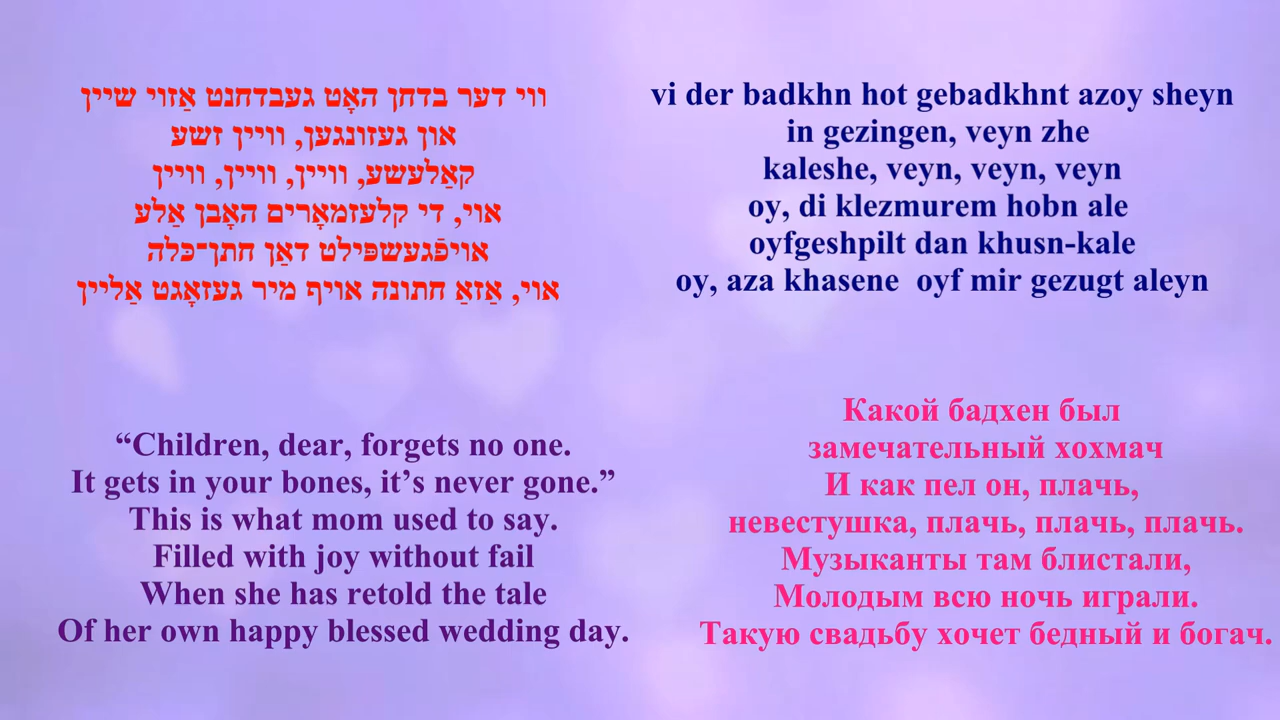 ווי דער בדחן האָט געבדחנט אַזוי שיין
און געזונגען, וויין זשע
קאַלעשע, וויין, וויין, וויין
אוי, די קלעזמאָרים האָבן אַלע
אויפֿגעשפּילט דאַן חתן־כּלה
אוי, אַזאַ חתונה אויף מיר געזאָגט אַליין
vi der badkhn hot gebadkhnt azoy sheyn
in gezingen, veyn zhe
kaleshe, veyn, veyn, veyn
oy, di klezmurem hobn ale
oyfgeshpilt dan khusn-kale
oy, aza khasene  oyf mir gezugt aleyn
“Children, dear, forgets no one.
It gets in your bones, it’s never gone.”
This is what mom used to say.
Filled with joy without fail
When she has retold the tale
Of her own happy blessed wedding day.
Какой бадхен был
замечательный хохмач
И как пел он, плачь,
невестушка, плачь, плачь, плачь.
Музыканты там блистали,
Молодым всю ночь играли.
Такую свадьбу хочет бедный и богач.